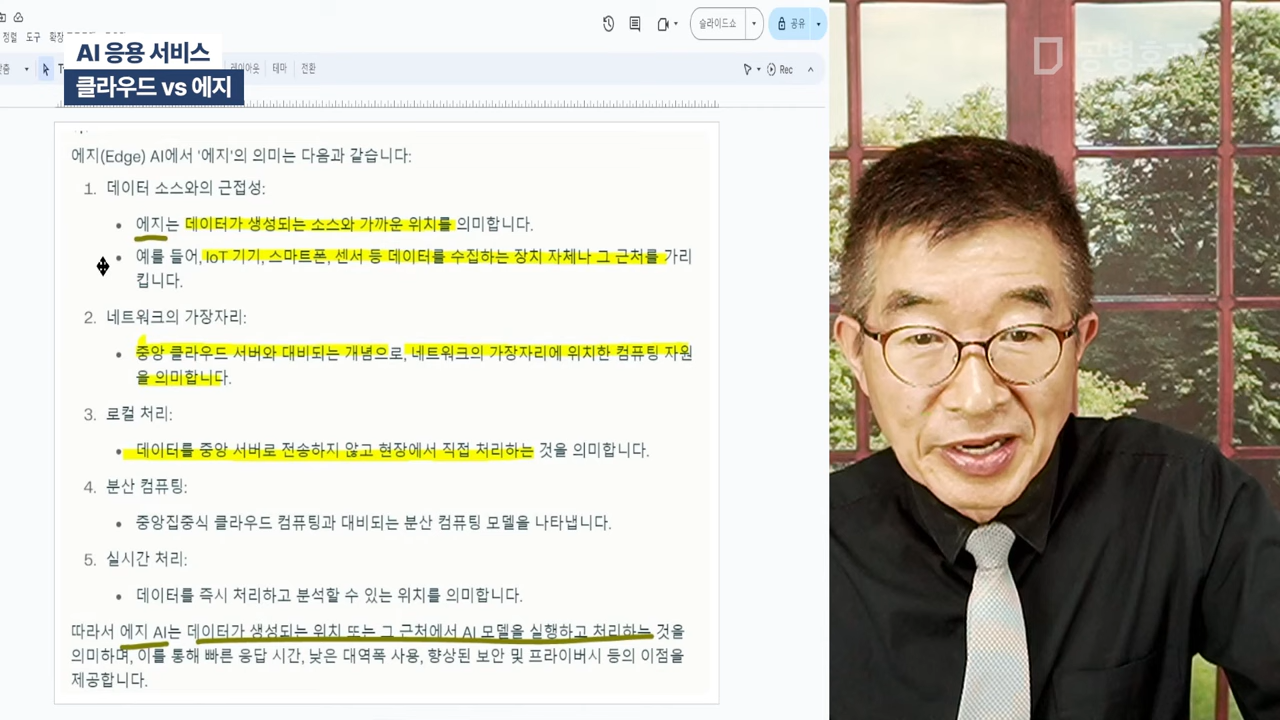 정렬 도구 확장
슬라이드쇼
공유
AI 응용 서비스
클라우드 vs 에지
레이아웃 테마 전환
Rec
에지(Edge) AI에서 '에지'의 의미는 다음과 같습니다:
1. 데이터 소스와의 근접성:
• 에지는 데이터가 생성되는 소스와 가까운 위치를 의미합니다.
• 예를 들어, IoT 기기, 스마트폰, 센서 등 데이터를 수집하는 장치 자체나 그 근처를 가리
킵니다.
2. 네트워크의 가장자리:
• 중앙 클라우드 서버와 대비되는 개념으로, 네트워크의 가장자리에 위치한 컴퓨팅 자원
을 의미합니다.
3. 로컬 처리:
• 데이터를 중앙 서버로 전송하지 않고 현장에서 직접 처리하는 것을 의미합니다.
4. 분산 컴퓨팅:
• 중앙집중식 클라우드 컴퓨팅과 대비되는 분산 컴퓨팅 모델을 나타냅니다.
5. 실시간 처리:
• 데이터를 즉시 처리하고 분석할 수 있는 위치를 의미합니다.
따라서 에지 AI는 데이터가 생성되는 위치 또는 그 근처에서 AI 모델을 실행하고 처리하는 것을
의미하며, 이를 통해 빠른 응답 시간, 낮은 대역폭 사용, 향상된 보안 및 프라이버시 등의 이점을
제공합니다.